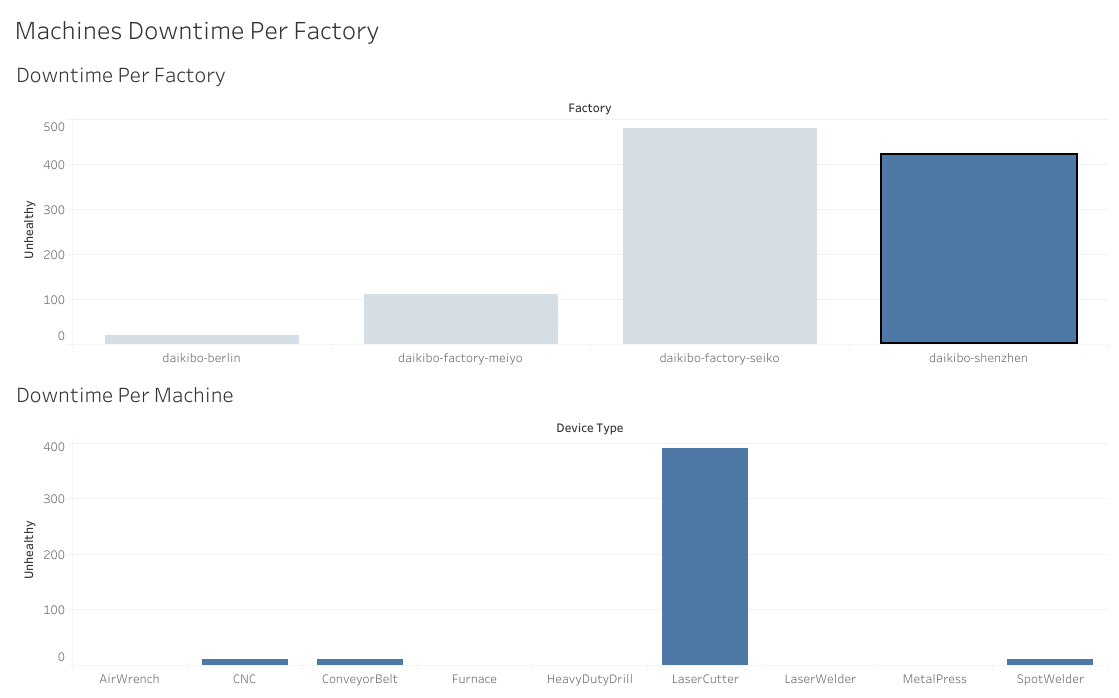 Machines Downtime Per Factory
Downtime Per Factory
Factory
500
400
300
200
100
0
Unhealthy
daikibo-berlin daikibo-factory-meiyo daikibo-factory-seiko daikibo-shenzhen
Downtime Per Machine
Device Type
400
300
200
100
0
Unhealthy
AirWrench CNC ConveyorBelt Furnace HeavyDutyDrill LaserCutter LaserWelder MetalPress SpotWelder